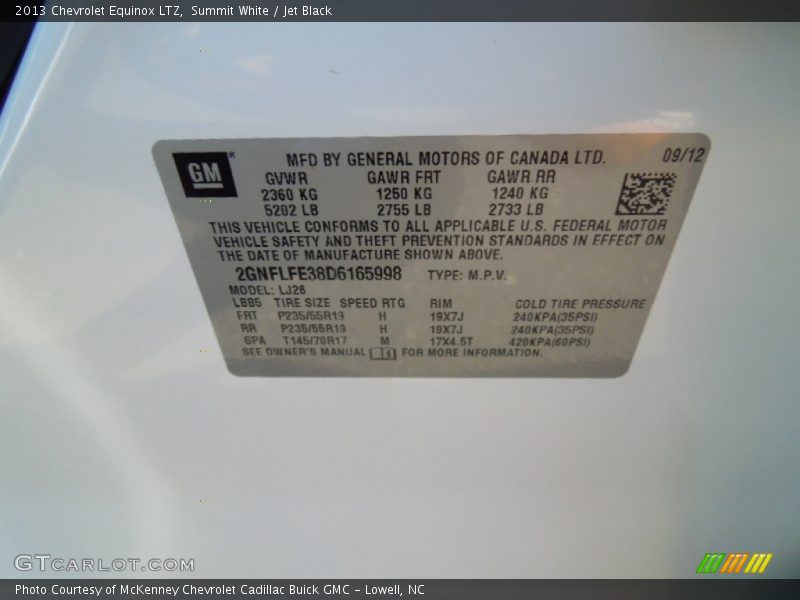 2013 Chevrolet Equinox LTZ, Summit White / Jet Black
GM
MFD BY GENERAL MOTORS OF CANADA LTD. 09/12
GVWR GAWR FRT GAWR RR
2360 KG 1250 KG 1240 KG
5202 LB 2755 LB 2733 LB
THIS VEHICLE CONFORMS TO ALL APPLICABLE U.S. FEDERAL MOTOR
VEHICLE SAFETY AND THEFT PREVENTION STANDARDS IN EFFECT ON
THE DATE OF MANUFACTURE SHOWN ABOVE.
2GNFLFE38D6165998 TYPE: M.P.V.
MODEL: LJ26
LBB5 TIRE SIZE SPEED RTG RIM COLD TIRE PRESSURE
FRT P235/55R19 H 19X7J 240KPA(35PSI)
RR P235/55R19 H 19X7J 240KPA(35PSI)
SPA T145/70R17 M 17X4.5T 420KPA(60PSI)
SEE OWNER'S MANUAL FOR MORE INFORMATION.
GTCARLOT.COM
Photo Courtesy of McKenney Chevrolet Cadillac Buick GMC - Lowell, NC